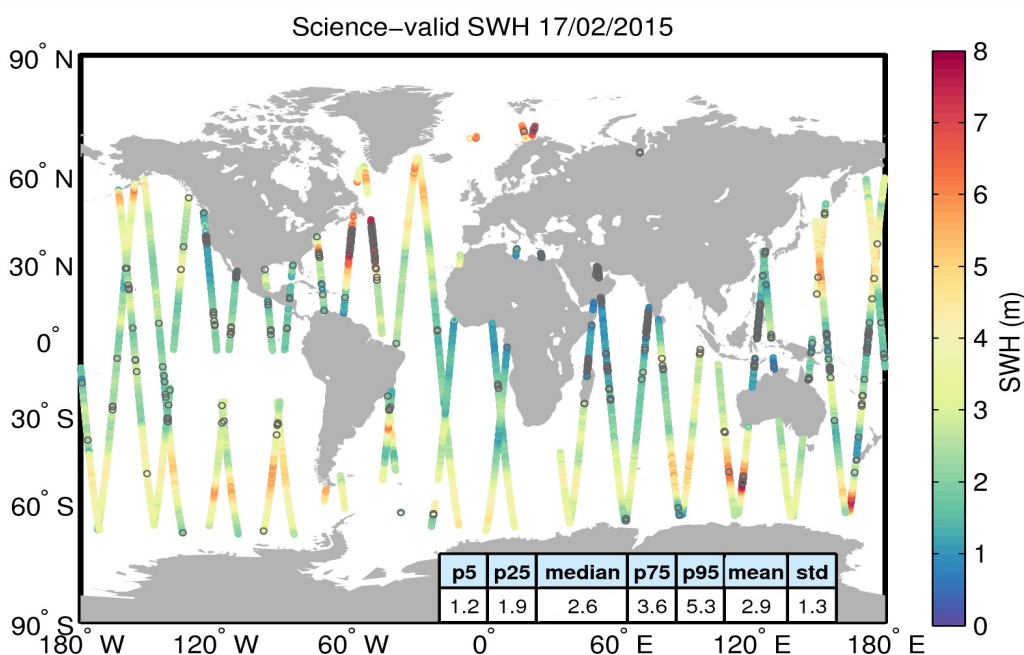 Science−valid SWH 17/02/2015
90° N
60° N
30° N
0°
30° S
60° S
90° S
180° W
120° W
60° W
0°
60° E
120° E
180° E
p5 p25 median p75 p95 mean std
1.2 1.9 2.6 3.6 5.3 2.9 1.3
8
7
6
5
4
3
2
1
0
SWH (m)